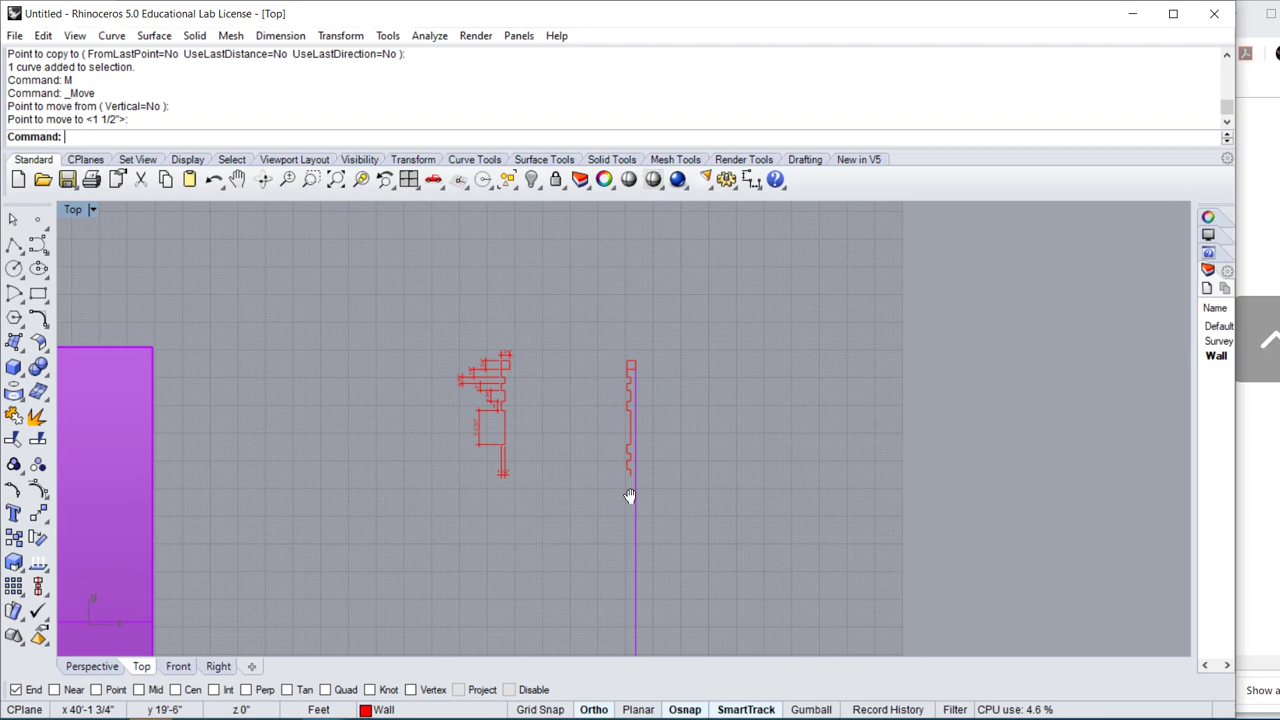 Untitled - Rhinoceros 5.0 Educational Lab License - [Top]
File Edit View Curve Surface Solid Mesh Dimension Transform Tools Analyze Render Panels Help
Point to copy to ( FromLastPoint=No UseLastDistance=No UseLastDirection=No ):
1 curve added to selection.
Command: M
Command: _Move
Point to move from ( Vertical=No ):
Point to move to <1 1/2">:
Command:
Standard CPlanes Set View Display Select Viewport Layout Visibility Transform Curve Tools Surface Tools Solid Tools Mesh Tools Render Tools Drafting New in V5
Top
Name
Default
Survey
Wall
y
x
Perspective Top Front Right
End Near Point Mid Cen Int Perp Tan Quad Knot Vertex Project Disable
Show a
CPlane x 40'-1 3/4" y 19'-6" z 0" Feet Wall Grid Snap Ortho Planar Osnap SmartTrack Gumball Record History Filter CPU use: 4.6 %